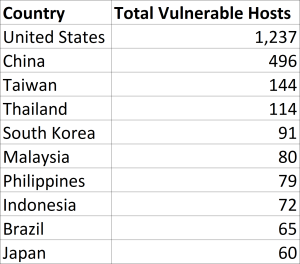 Country Total Vulnerable Hosts
United States 1,237
China 496
Taiwan 144
Thailand 114
South Korea 91
Malaysia 80
Philippines 79
Indonesia 72
Brazil 65
Japan 60